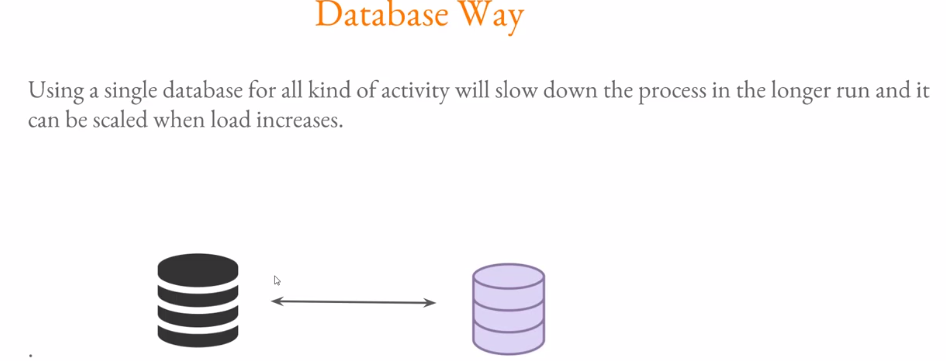 Database Way
Using a single database for all kind of activity will slow down the process in the longer run and it
can be scaled when load increases.
.